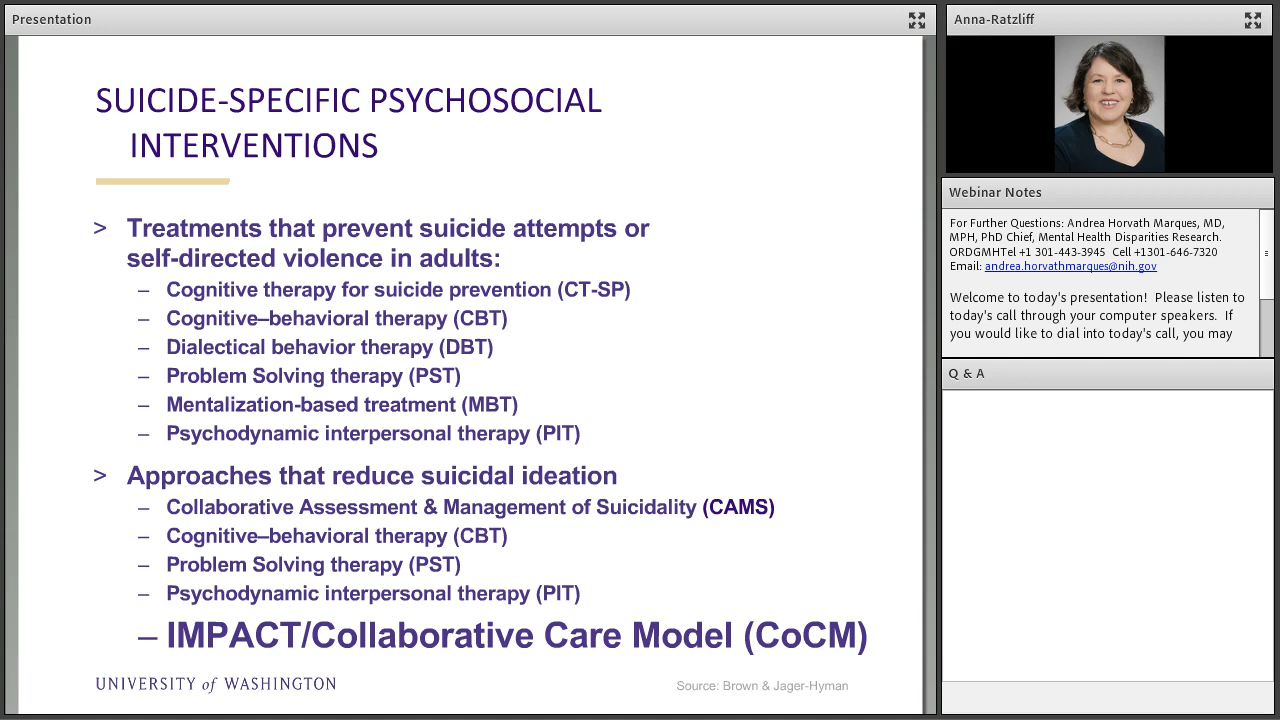 Presentation
SUICIDE-SPECIFIC PSYCHOSOCIAL
INTERVENTIONS
> Treatments that prevent suicide attempts or
self-directed violence in adults:
– Cognitive therapy for suicide prevention (CT-SP)
– Cognitive–behavioral therapy (CBT)
– Dialectical behavior therapy (DBT)
– Problem Solving therapy (PST)
– Mentalization-based treatment (MBT)
– Psychodynamic interpersonal therapy (PIT)
> Approaches that reduce suicidal ideation
– Collaborative Assessment & Management of Suicidality (CAMS)
– Cognitive–behavioral therapy (CBT)
– Problem Solving therapy (PST)
– Psychodynamic interpersonal therapy (PIT)
– IMPACT/Collaborative Care Model (CoCM)
UNIVERSITY of WASHINGTON
Source: Brown & Jager-Hyman
Anna-Ratzliff
Webinar Notes
For Further Questions: Andrea Horvath Marques, MD,
MPH, PhD Chief, Mental Health Disparities Research.
ORDGMHTel +1 301-443-3945 Cell +1301-646-7320
Email: andrea.horvathmarques@nih.gov
Welcome to today's presentation! Please listen to
today's call through your computer speakers. If
you would like to dial into today's call, you may
Q & A